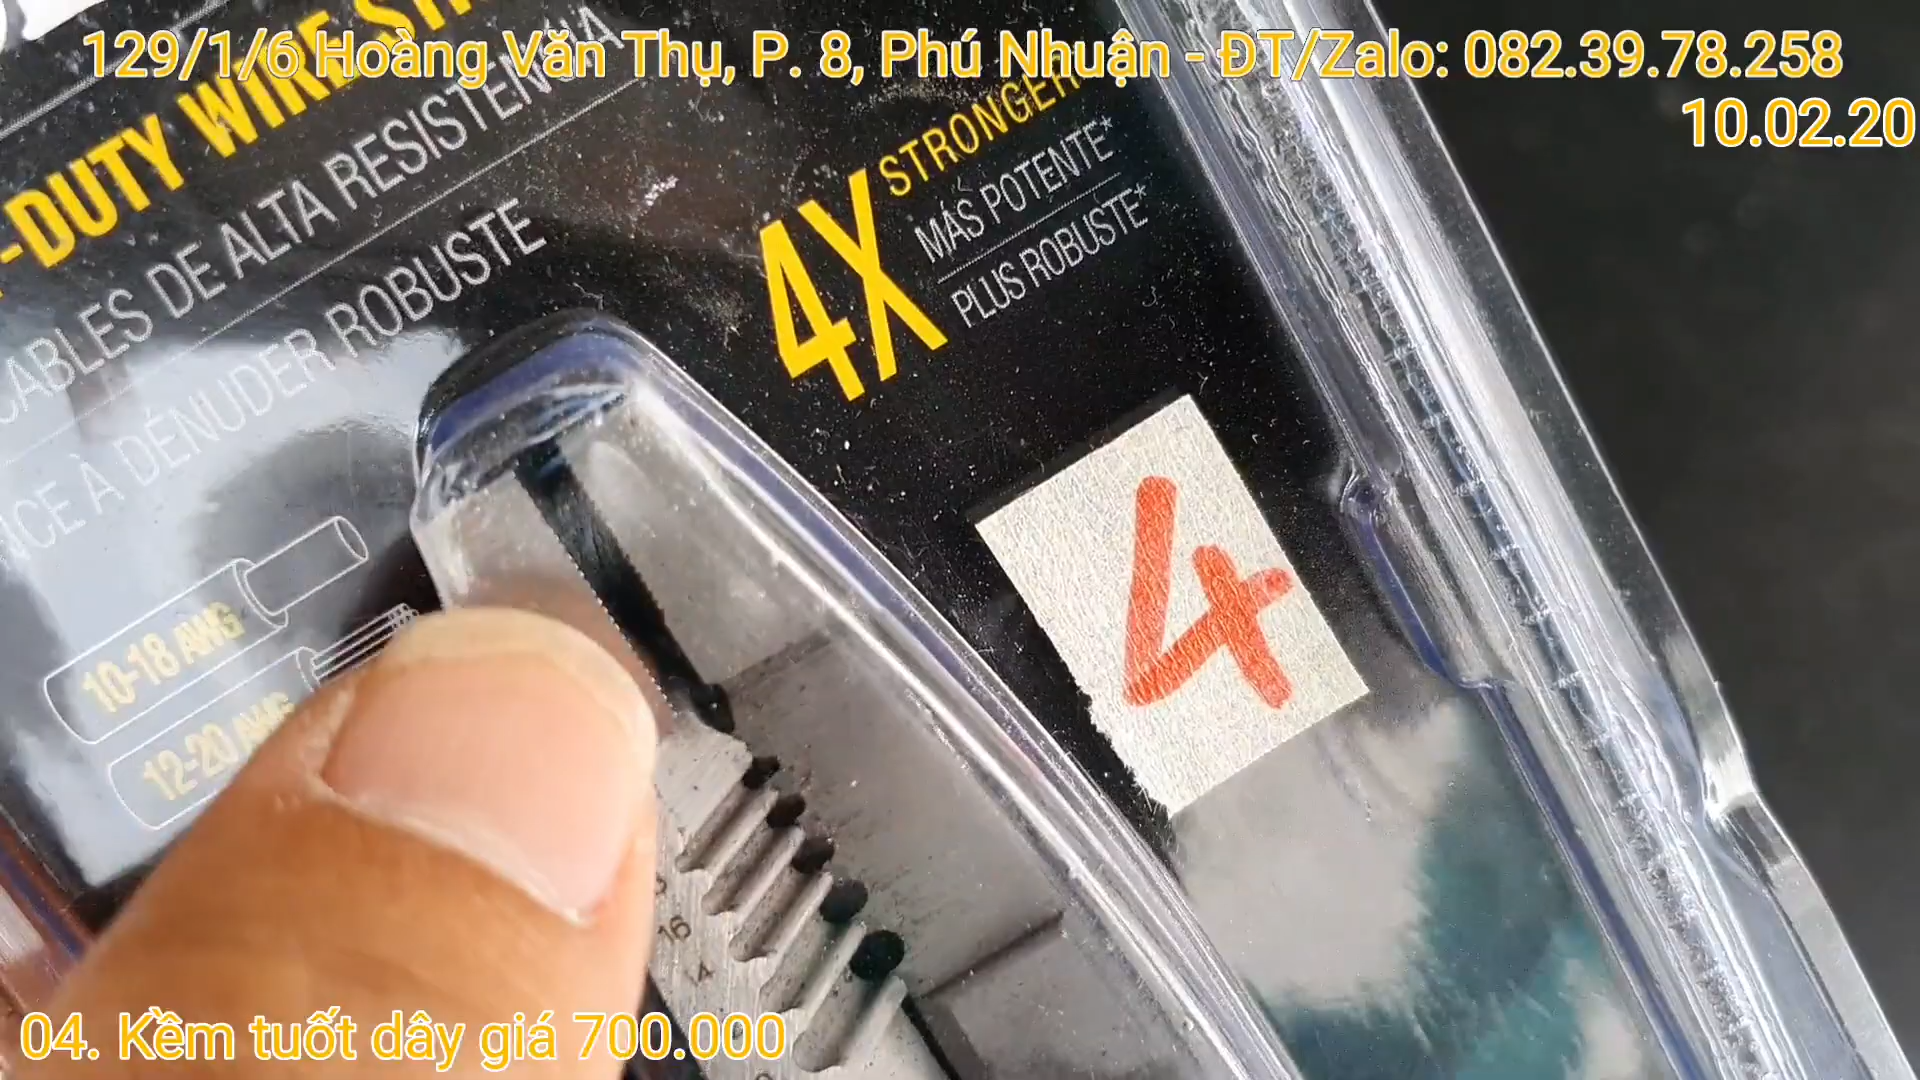 129/1/6 Hoàng Văn Thụ, P. 8, Phú Nhuận - ĐT/Zalo: 082.39.78.258
10.02.20
-DUTY WIRE
CABLES DE ALTA RESISTENCIA
À DÉNUDER ROBUSTE
4X STRONGER
MÁS POTENTE*
PLUS ROBUSTE*
4
10-18 AWG
12-20 AWG
16
04. Kềm tuốt dây giá 700.000